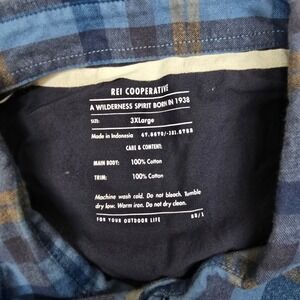 REI COOPERATIVE
A WILDERNESS SPIRIT BORN IN 1938
SIZE: 3XLarge
Made in Indonesia
CARE & CONTENT:
MAIN BODY: 100% Cotton
TRIM: 100% Cotton
Machine wash cold. Do not bleach. Tumble
dry low. Warm iron. Do not dry clean.
FOR YOUR OUTDOOR LIFE